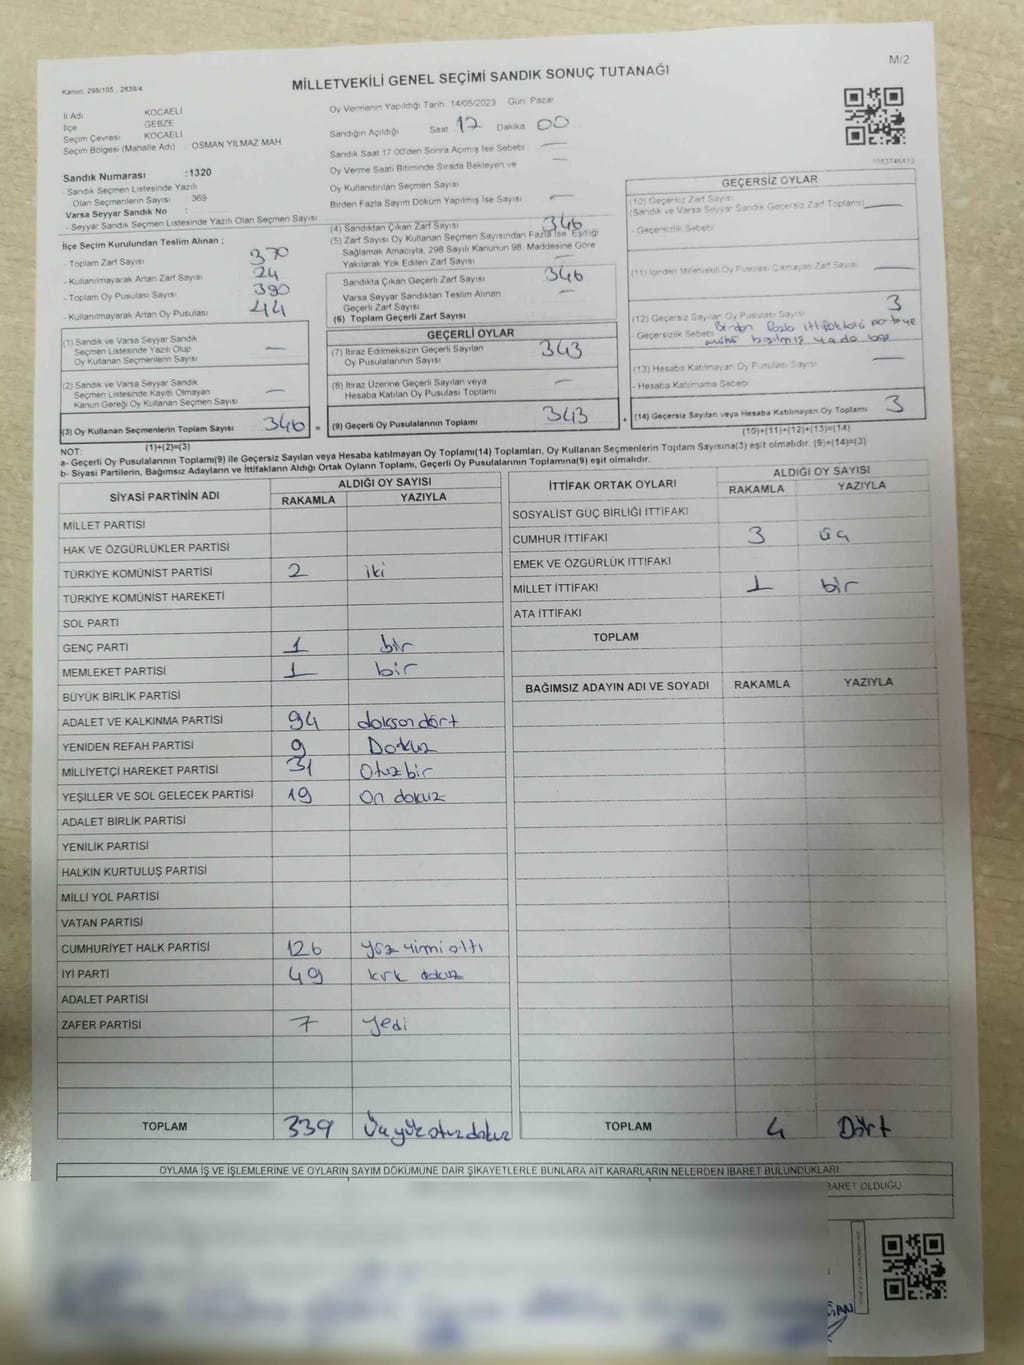 M/2
Kanun: 298/105 , 2839/4
MİLLETVEKİLİ GENEL SEÇİMİ SANDIK SONUÇ TUTANAĞI
İl Adı KOCAELİ
İlçe GEBZE
Seçim Çevresi KOCAELİ
Seçim Bölgesi (Mahalle Adı) OSMAN YILMAZ MAH
Sandık Numarası :1320
- Sandık Seçmen Listesinde Yazılı
Olan Seçmenlerin Sayısı 369
Varsa Seyyar Sandık No :
- Seyyar Sandık Seçmen Listesinde Yazılı Olan Seçmen Sayısı
İlçe Seçim Kurulundan Teslim Alınan ;
- Toplam Zarf Sayısı 370
- Kullanılmayarak Artan Zarf Sayısı 24
- Toplam Oy Pusulası Sayısı 390
- Kullanılmayarak Artan Oy Pusulası 44
(1) Sandık ve Varsa Seyyar Sandık
Seçmen Listesinde Yazılı Olup
Oy Kullanan Seçmen Sayısı —
(2) Sandık ve Varsa Seyyar Sandık
Seçmen Listesinde Kayıtlı Olmayan
Kanun Gereği Oy Kullanan Seçmen Sayısı —
(3) Oy Kullanan Seçmenlerin Toplam Sayısı 346 =
(1)+(2)=(3)
Oy Vermenin Yapıldığı Tarih: 14/05/2023 Gün: Pazar
Sandığın Açıldığı Saat 17 Dakika 00
Sandık Saat 17:00'den Sonra Açımış İse Sebebi —
Oy Verme Saati Bitiminde Sırada Bekleyen ve —
Oy Kullandırılan Seçmen Sayısı
Birden Fazla Sayım Döküm Yapılmış İse Sayısı —
(4) Sandıktan Çıkan Zarf Sayısı 346
(5) Zarf Sayısı Oy Kullanan Seçmen Sayısından Fazla İse, Eşitliği
Sağlamak Amacıyla, 298 Sayılı Kanunun 98. Maddesine Göre
Yakılarak Yok Edilen Zarf Sayısı —
Sandıkta Çıkan Geçerli Zarf Sayısı 346
Varsa Seyyar Sandıktan Teslim Alınan
Geçerli Zarf Sayısı —
(6) Toplam Geçerli Zarf Sayısı
GEÇERLİ OYLAR
(7) İtiraz Edilmeksizin Geçerli Sayılan
Oy Pusulalarının Sayısı 343
(8) İtiraz Üzerine Geçerli Sayılan veya
Hesaba Katılan Oy Pusulası Toplamı —
(9) Geçerli Oy Pusulalarının Toplamı 343 +
1083746413
GEÇERSİZ OYLAR
(10) Geçersiz Zarf Sayısı
(Sandık ve Varsa Seyyar Sandık Gecersiz Zarf Toplamı) —
- Geçersizlik Sebebi
(11) İçinden Milletvekili Oy Pusulası Çıkmayan Zarf Sayısı —
(12) Geçersiz Sayılan Oy Pusulası Sayısı 3
- Geçersizlik Sebebi Birden fazla ittifaktaki partiye
mühür basılmış yada boş
(13) Hesaba Katılmayan Oy Pusulası Sayısı —
- Hesaba Katılmama Sebebi
(14) Geçersiz Sayılan veya Hesaba Katılmayan Oy Toplamı 3
(10)+(11)+(12)+(13)=(14)
NOT:
a- Geçerli Oy Pusulalarının Toplamı(9) ile Geçersiz Sayılan veya Hesaba katılmayan Oy Toplamı(14) Toplamları, Oy Kullanan Seçmenlerin Toplam Sayısına(3) eşit olmalıdır. (9)+(14)=(3)
b- Siyasi Partilerin, Bağımsız Adayların ve İttifakların Aldığı Ortak Oyların Toplamı, Geçerli Oy Pusulalarının Toplamına(9) eşit olmalıdır.
SİYASİ PARTİNİN ADI ALDIĞI OY SAYISI
RAKAMLA YAZIYLA
MİLLET PARTISI
HAK VE ÖZGÜRLÜKLER PARTİSİ
TÜRKİYE KOMÜNİST PARTİSİ 2 iki
TÜRKİYE KOMÜNİST HAREKETİ
SOL PARTİ
GENÇ PARTİ 1 bir
MEMLEKET PARTİSİ 1 bir
BÜYÜK BİRLİK PARTİSİ
ADALET VE KALKINMA PARTİSİ 94 doksan dört
YENİDEN REFAH PARTİSİ 9 Dokuz
MİLLİYETÇİ HAREKET PARTİSİ 31 Otuz bir
YEŞİLLER VE SOL GELECEK PARTİSİ 19 On dokuz
ADALET BİRLİK PARTİSİ
YENİLİK PARTİSİ
HALKIN KURTULUŞ PARTİSİ
MİLLİ YOL PARTİSİ
VATAN PARTİSİ
CUMHURİYET HALK PARTİSİ 126 yüz yirmi altı
İYİ PARTİ 49 kırk dokuz
ADALET PARTİSİ
ZAFER PARTİSİ 7 yedi
TOPLAM 339 Üç yüz otuz dokuz
İTTİFAK ORTAK OYLARI ALDIĞI OY SAYISI
RAKAMLA YAZIYLA
SOSYALİST GÜÇ BİRLİĞİ İTTİFAKI
CUMHUR İTTİFAKI 3 üç
EMEK VE ÖZGÜRLÜK İTTİFAKI
MİLLET İTTİFAKI 1 bir
ATA İTTİFAKI
TOPLAM
BAĞIMSIZ ADAYIN ADI VE SOYADI RAKAMLA YAZIYLA
TOPLAM 4 Dört
OYLAMA İŞ VE İŞLEMLERİNE VE OYLARIN SAYIM DÖKÜMÜNE DAİR ŞİKAYETLERLE BUNLARA AİT KARARLARIN NELERDEN İBARET BULUNDUKLARI
BARET OLDUĞU